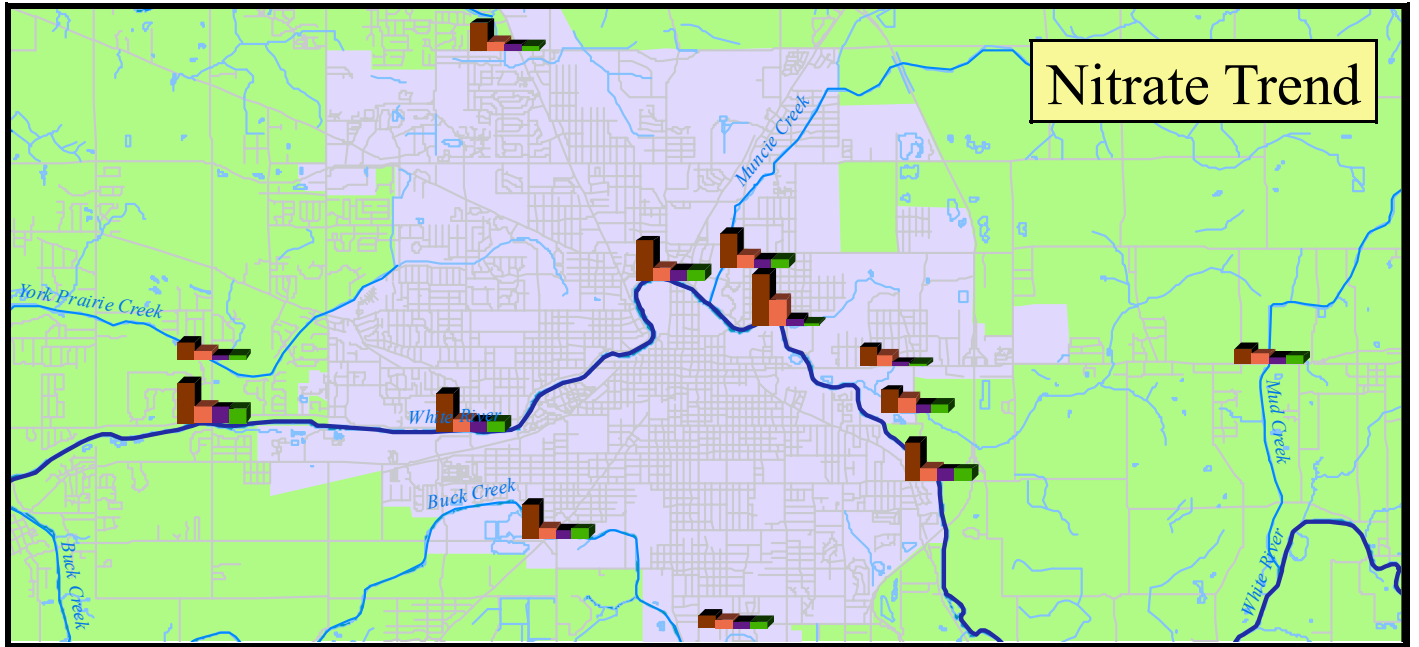 Nitrate Trend
Muncie Creek
York Prairie Creek
White River
Mud Creek
Buck Creek
Buck Creek
White River